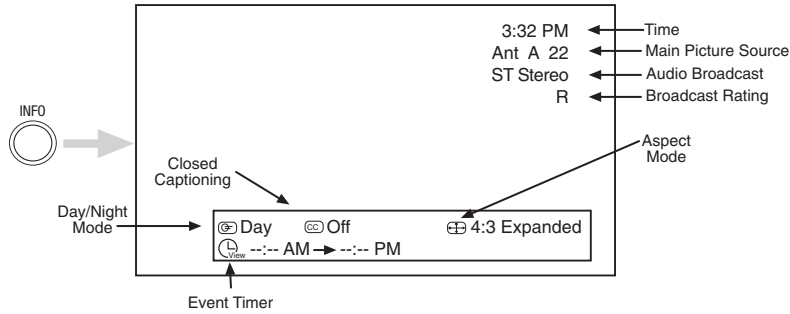 3:32 PM
Time
Ant A 22
Main Picture Source
ST Stereo
Audio Broadcast
R
Broadcast Rating
INFO
Aspect
Mode
Closed
Captioning
Day/Night
Mode
Day
CC Off
4:3 Expanded
View --:-- AM → --:-- PM
Event Timer